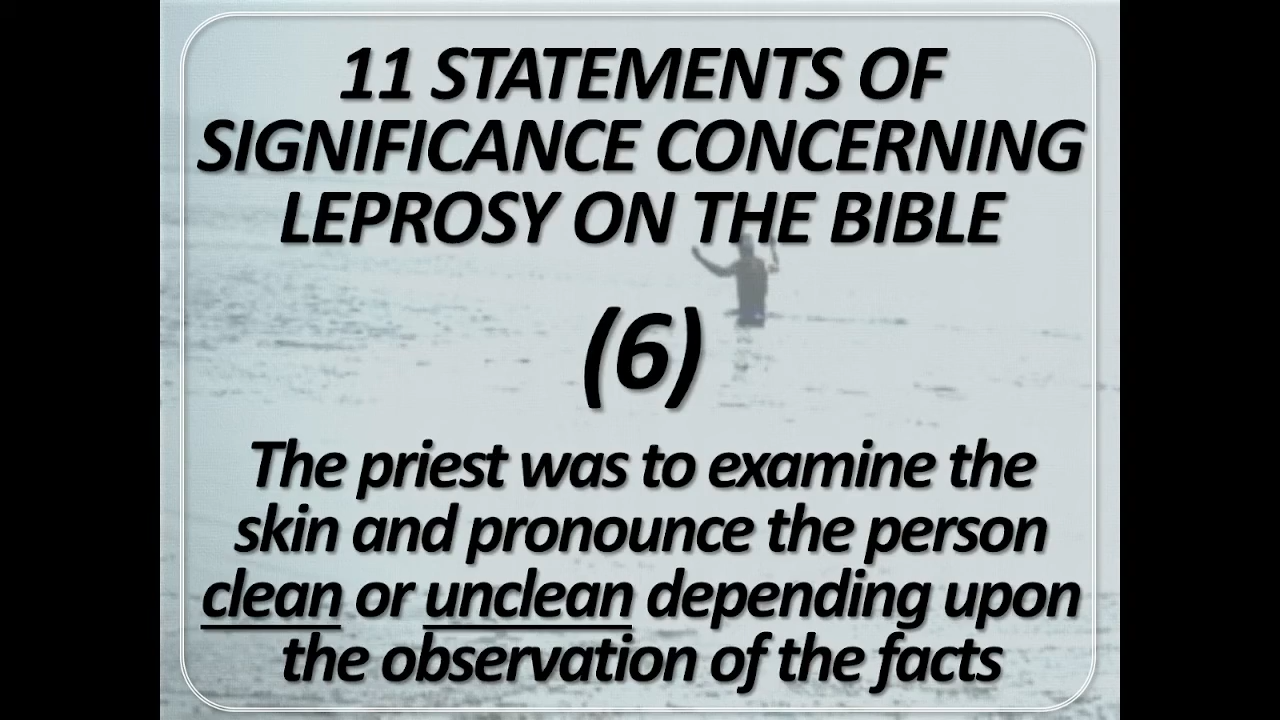 11 STATEMENTS OF
SIGNIFICANCE CONCERNING
LEPROSY ON THE BIBLE
(6)
The priest was to examine the
skin and pronounce the person
clean or unclean depending upon
the observation of the facts